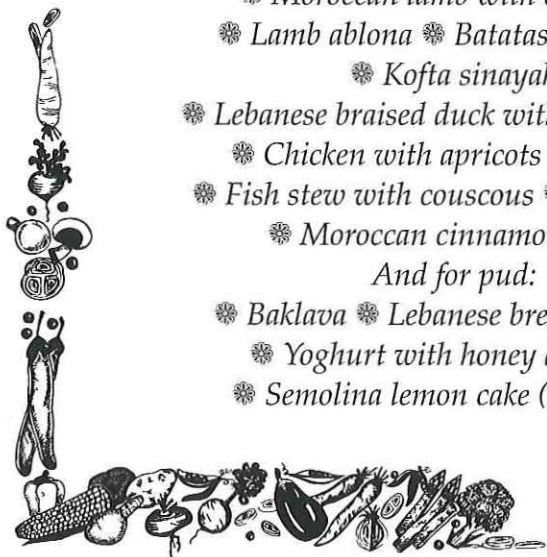 ❁ Lamb ablona ❁ Batatas
❁ Kofta sinayah
❁ Lebanese braised duck with
❁ Chicken with apricots
❁ Fish stew with couscous ❁
❁ Moroccan cinnamo
And for pud:
❁ Baklava ❁ Lebanese bre
❁ Yoghurt with honey
❁ Semolina lemon cake (